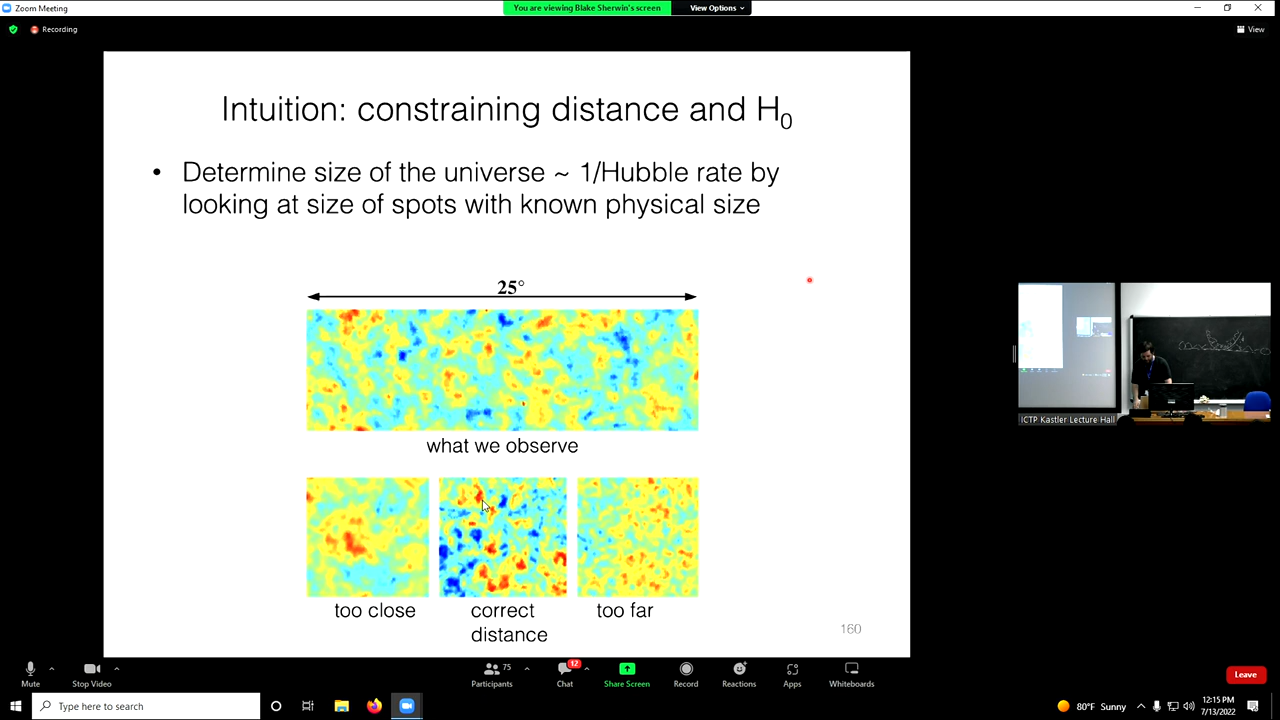 Zoom Meeting
You are viewing Blake Sherwin's screen
View Options
Recording
View
Intuition: constraining distance and H₀
• Determine size of the universe ~ 1/Hubble rate by
looking at size of spots with known physical size
25°
what we observe
too close
correct
distance
too far
160
ICTP Kastler Lecture Hall
Mute
Stop Video
75
Participants
12
Chat
Share Screen
Record
Reactions
Apps
Whiteboards
Leave
Type here to search
80°F Sunny
12:15 PM
7/13/2022